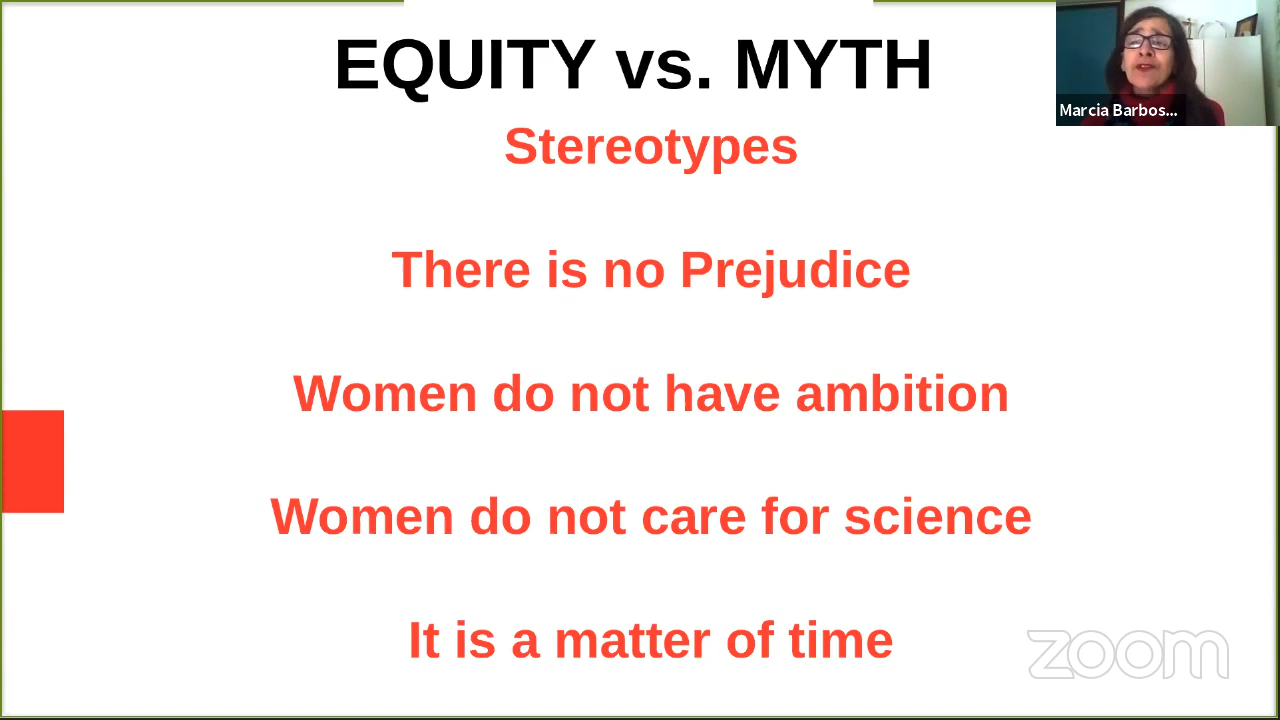 EQUITY vs. MYTH
Marcia Barbos...
Stereotypes
There is no Prejudice
Women do not have ambition
Women do not care for science
It is a matter of time
zoom